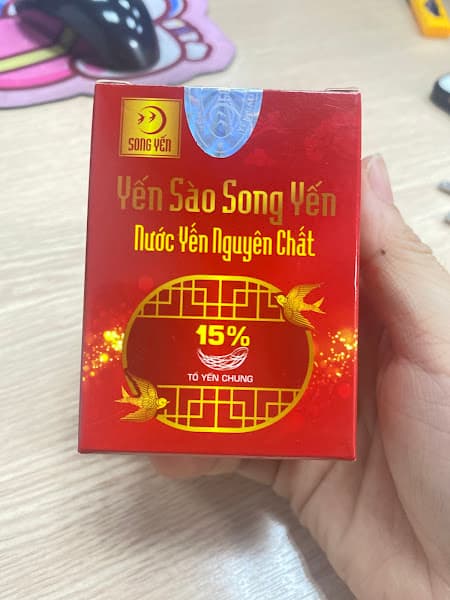 SONG YẾN
Yến Sào Song Yến
Nước Yến Nguyên Chất
15%
TỔ YẾN CHƯNG